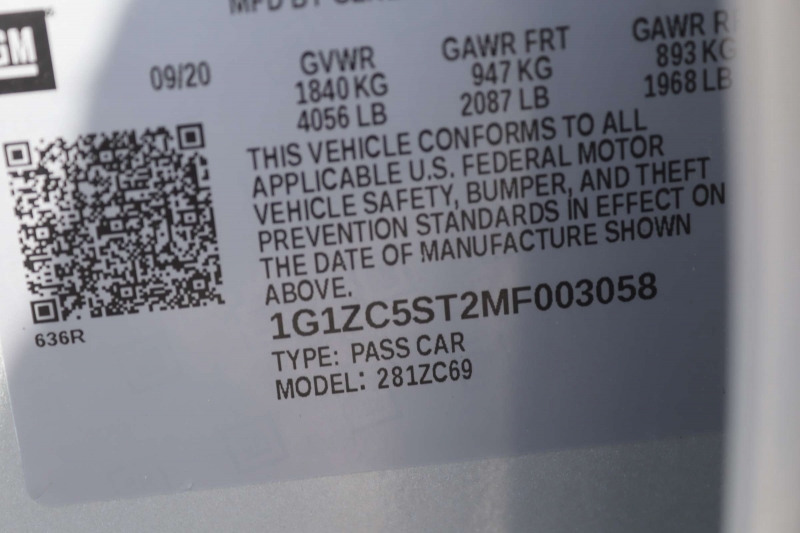 GM
09/20
GVWR
1840 KG
4056 LB
GAWR FRT
947 KG
2087 LB
GAWR
893 KG
1968 LB
THIS VEHICLE CONFORMS TO ALL
APPLICABLE U.S. FEDERAL MOTOR
VEHICLE SAFETY, BUMPER, AND THEFT
PREVENTION STANDARDS IN EFFECT ON
THE DATE OF MANUFACTURE SHOWN
ABOVE.
1G1ZC5ST2MF003058
TYPE: PASS CAR
MODEL: 281ZC69
636R